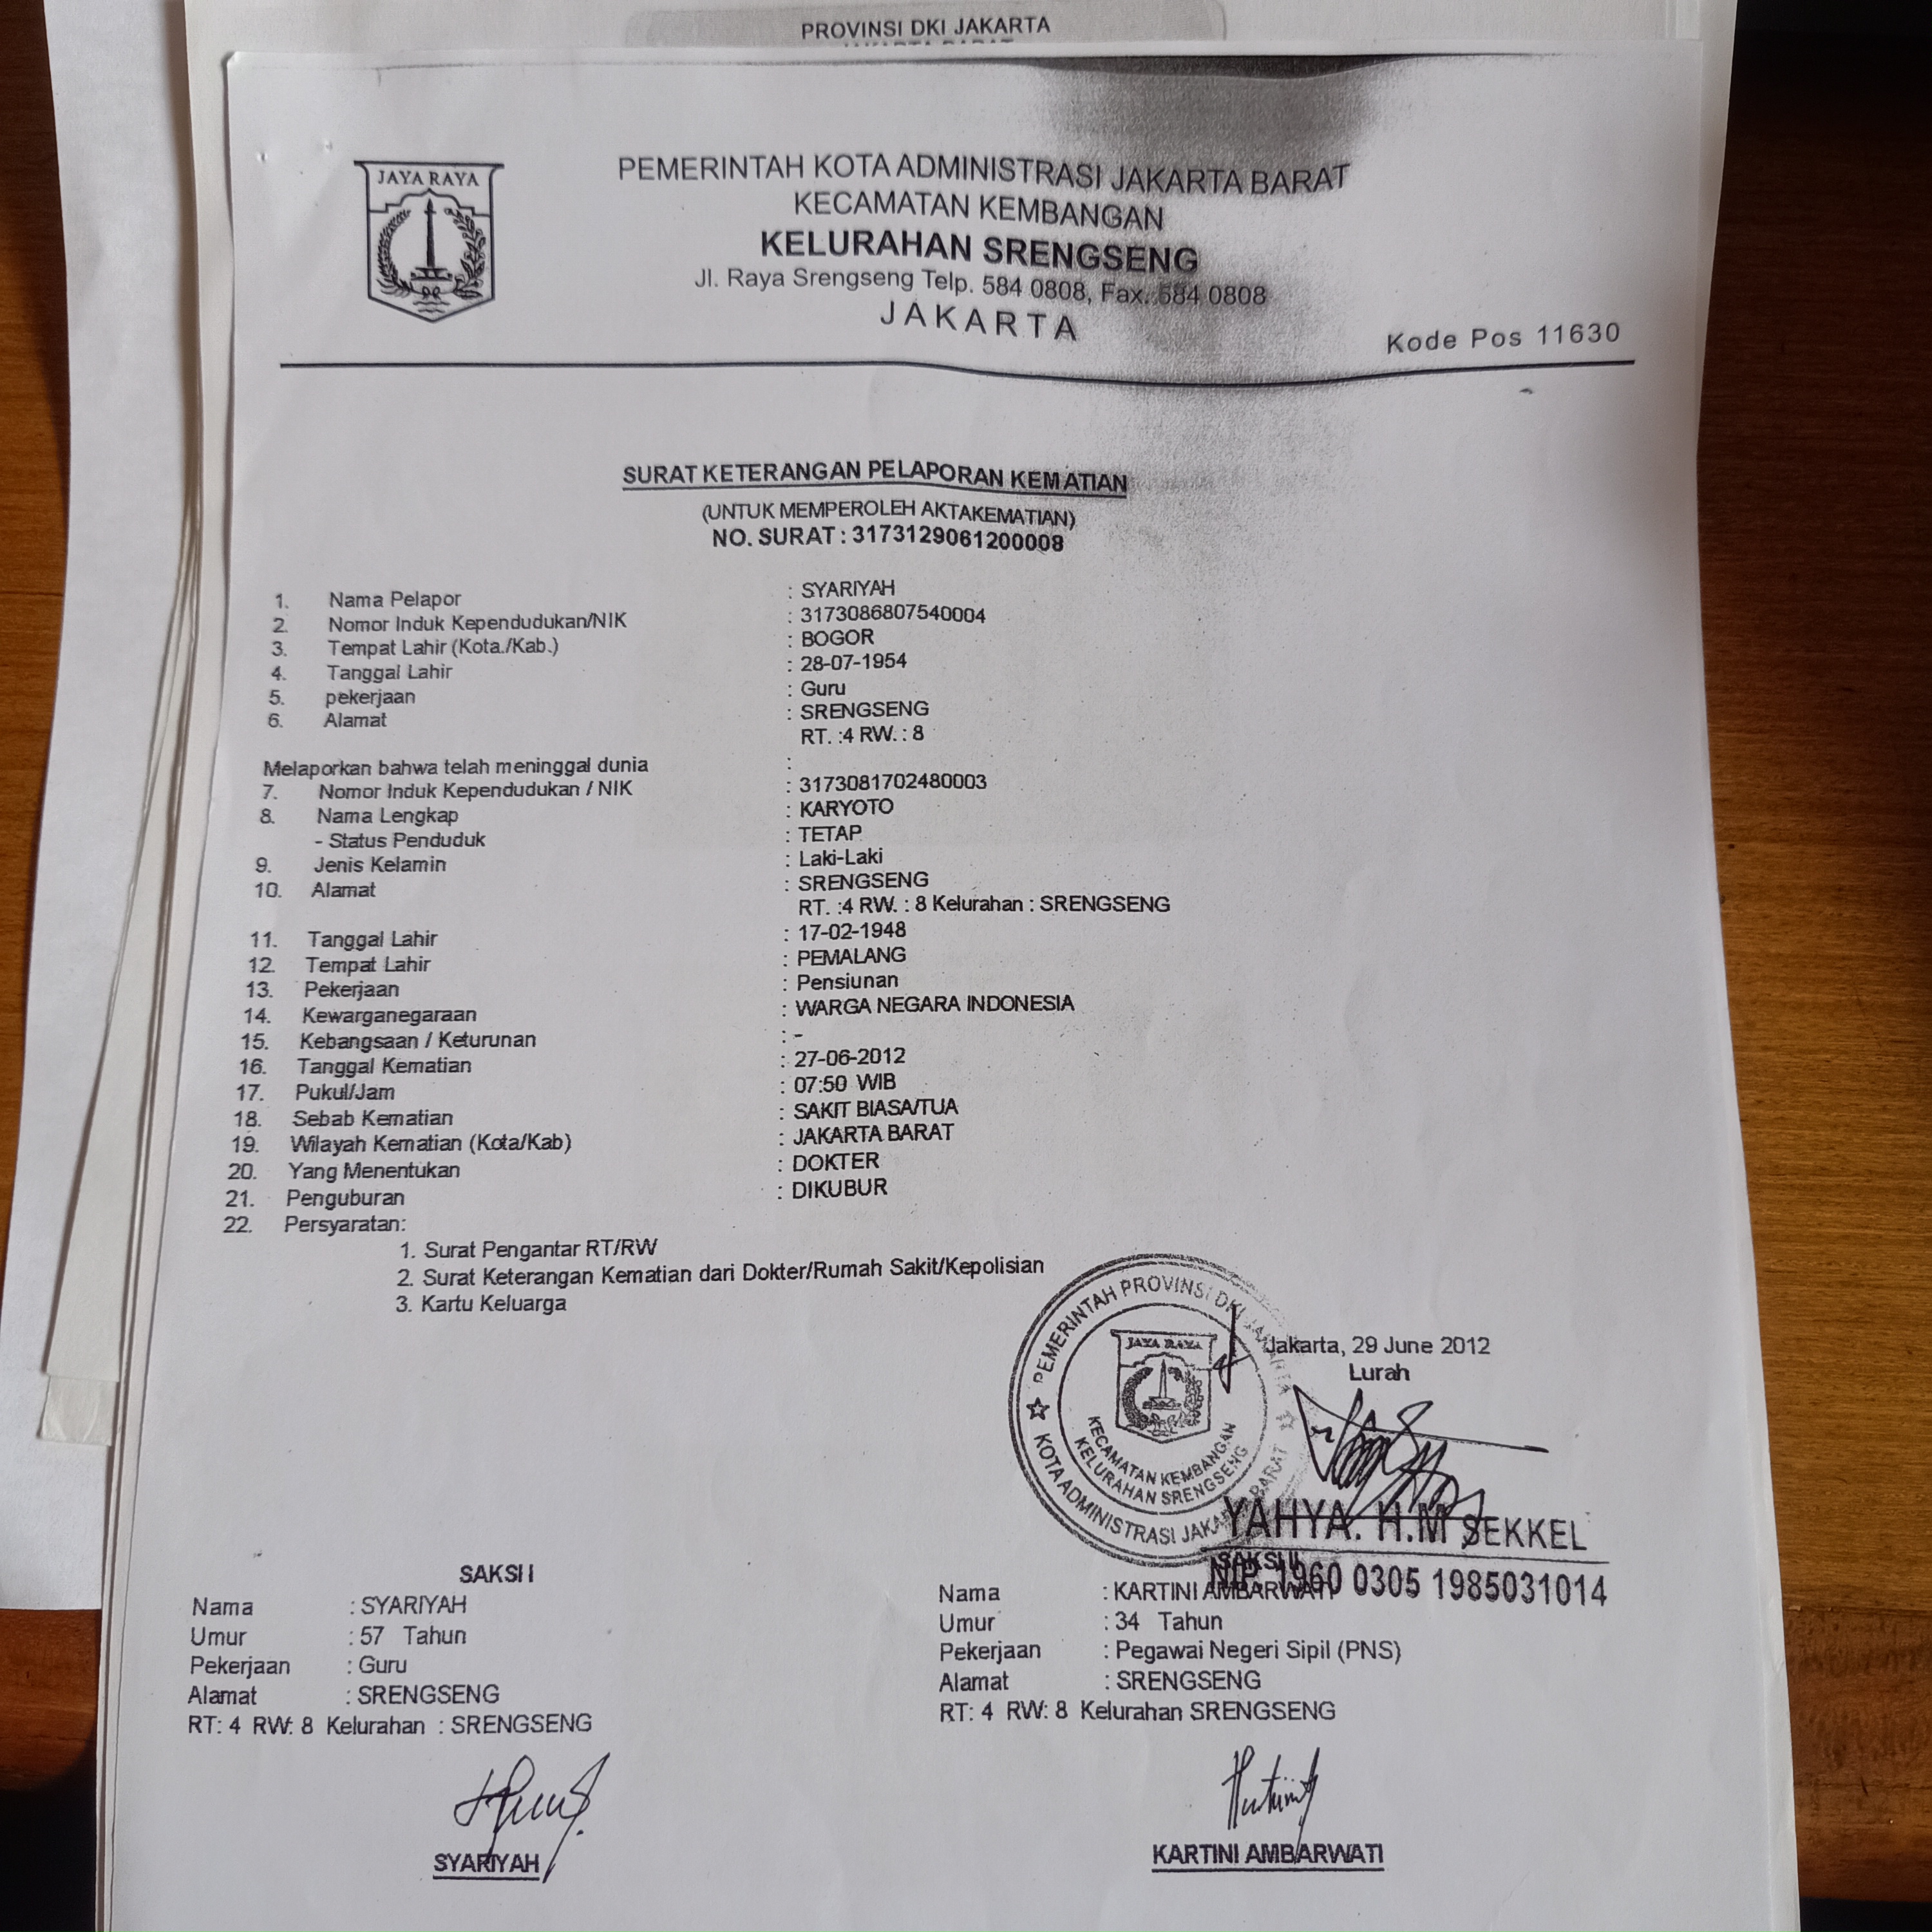 PROVINSI DKI JAKARTA
JAYA RAYA
PEMERINTAH KOTA ADMINISTRASI JAKARTA BARAT
KECAMATAN KEMBANGAN
KELURAHAN SRENGSENG
Jl. Raya Srengseng Telp. 584 0808, Fax. 584 0808
JAKARTA
Kode Pos 11630
SURAT KETERANGAN PELAPORAN KEMATIAN
(UNTUK MEMPEROLEH AKTAKEMATIAN)
NO. SURAT : 3173129061200008
1. Nama Pelapor : SYARIYAH
2. Nomor Induk Kependudukan/NIK : 3173086807540004
3. Tempat Lahir (Kota./Kab.) : BOGOR
4. Tanggal Lahir : 28-07-1954
5. pekerjaan : Guru
6. Alamat : SRENGSENG
RT. :4 RW. : 8
Melaporkan bahwa telah meninggal dunia :
7. Nomor Induk Kependudukan / NIK : 3173081702480003
8. Nama Lengkap : KARYOTO
- Status Penduduk : TETAP
9. Jenis Kelamin : Laki-Laki
10. Alamat : SRENGSENG
RT. :4 RW. : 8 Kelurahan : SRENGSENG
11. Tanggal Lahir : 17-02-1948
12. Tempat Lahir : PEMALANG
13. Pekerjaan : Pensiunan
14. Kewarganegaraan : WARGA NEGARA INDONESIA
15. Kebangsaan / Keturunan : -
16. Tanggal Kematian : 27-06-2012
17. Pukul/Jam : 07:50 WIB
18. Sebab Kematian : SAKIT BIASA/TUA
19. Wilayah Kematian (Kota/Kab) : JAKARTA BARAT
20. Yang Menentukan : DOKTER
21. Penguburan : DIKUBUR
22. Persyaratan:
1. Surat Pengantar RT/RW
2. Surat Keterangan Kematian dari Dokter/Rumah Sakit/Kepolisian
3. Kartu Keluarga
PEMERINTAH PROVINSI DKI JAKARTA
JAYA RAYA
KECAMATAN KEMBANGAN
KELURAHAN SRENGSENG
KOTA ADMINISTRASI JAKARTA BARAT
Jakarta, 29 June 2012
Lurah
YAHYA. H.M SEKKEL
NIP. 1960 0305 1985031014
SAKSI I
Nama : SYARIYAH
Umur : 57 Tahun
Pekerjaan : Guru
Alamat : SRENGSENG
RT: 4 RW: 8 Kelurahan : SRENGSENG
SYARIYAH
SAKSI II
Nama : KARTINI AMBARWATI
Umur : 34 Tahun
Pekerjaan : Pegawai Negeri Sipil (PNS)
Alamat : SRENGSENG
RT: 4 RW: 8 Kelurahan SRENGSENG
KARTINI AMBARWATI